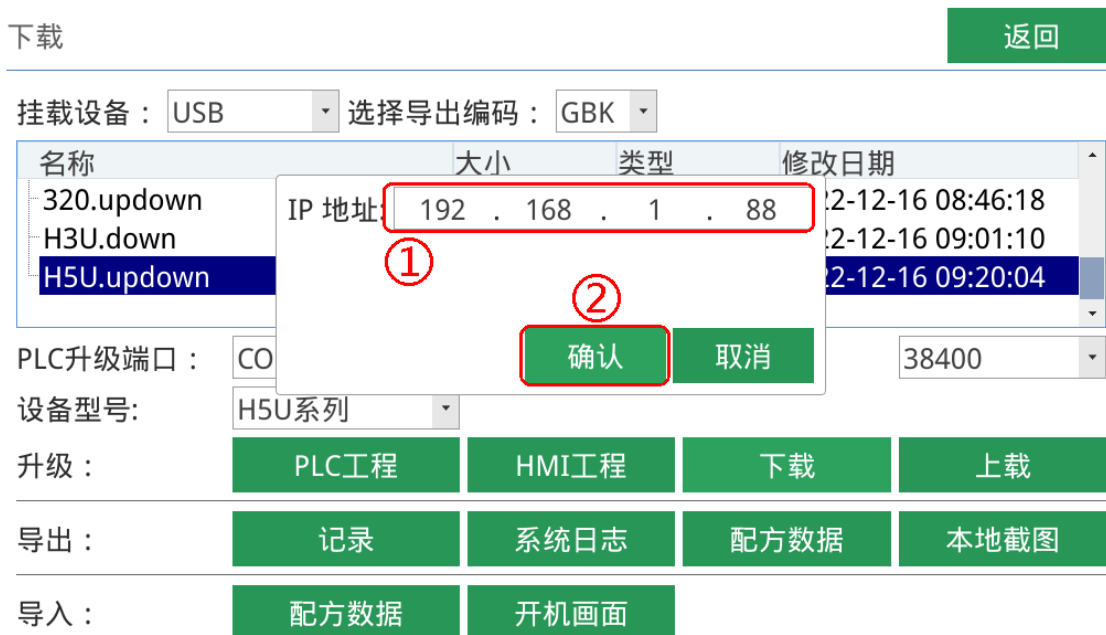 下载 返回
挂载设备： USB 选择导出编码： GBK
名称 大小 类型 修改日期
320.updown 2-12-16 08:46:18
H3U.down 2-12-16 09:01:10
H5U.updown 2-12-16 09:20:04
IP 地址: 192 . 168 . 1 . 88
①
②
确认 取消
PLC升级端口： CO 38400
设备型号: H5U系列
升级： PLC工程 HMI工程 下载 上载
导出： 记录 系统日志 配方数据 本地截图
导入： 配方数据 开机画面